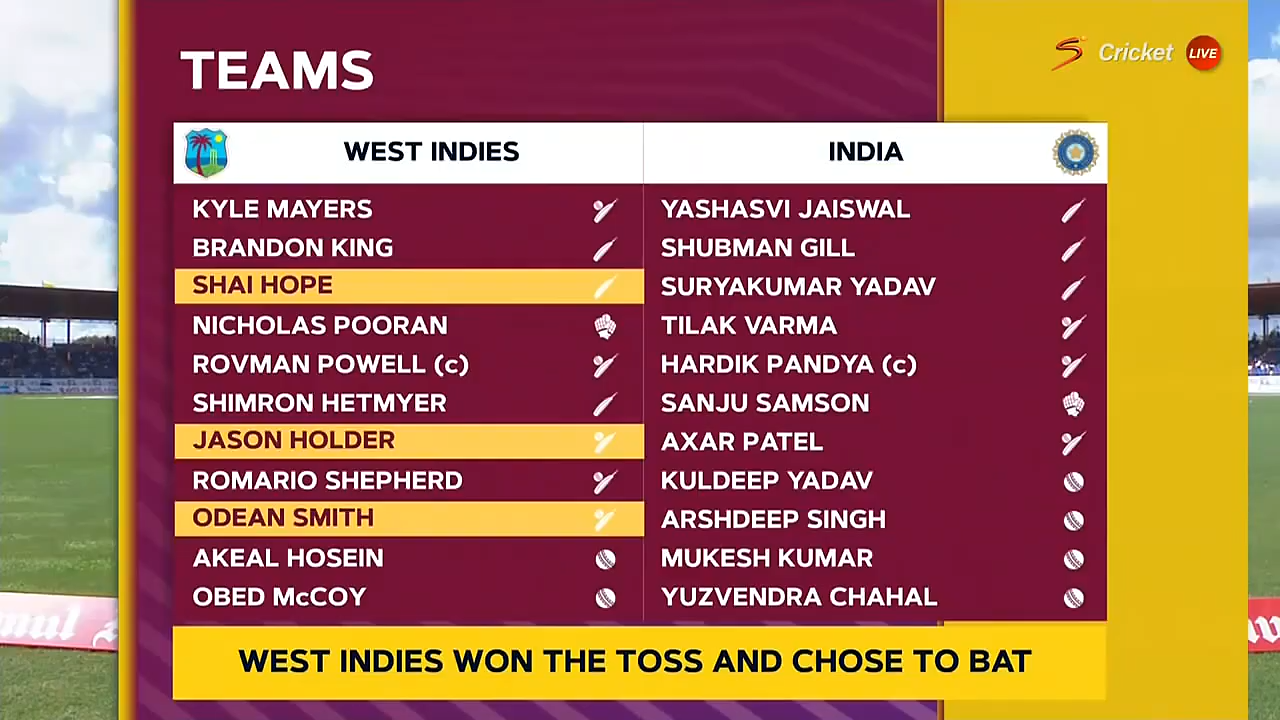 TEAMS
Cricket LIVE
WEST INDIES INDIA
KYLE MAYERS YASHASVI JAISWAL
BRANDON KING SHUBMAN GILL
SHAI HOPE SURYAKUMAR YADAV
NICHOLAS POORAN TILAK VARMA
ROVMAN POWELL (c) HARDIK PANDYA (c)
SHIMRON HETMYER SANJU SAMSON
JASON HOLDER AXAR PATEL
ROMARIO SHEPHERD KULDEEP YADAV
ODEAN SMITH ARSHDEEP SINGH
AKEAL HOSEIN MUKESH KUMAR
OBED McCOY YUZVENDRA CHAHAL
WEST INDIES WON THE TOSS AND CHOSE TO BAT